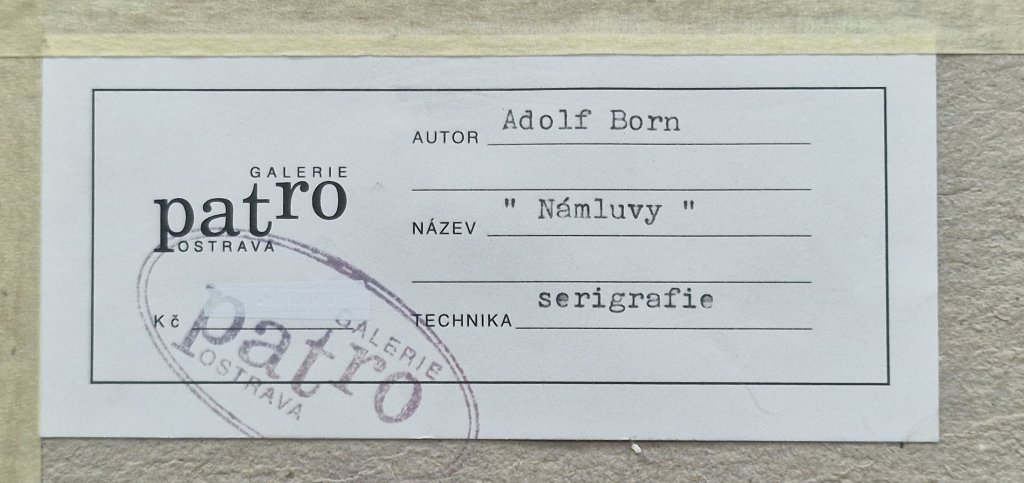 GALERIE
patro
OSTRAVA
AUTOR Adolf Born
NÁZEV " Námluvy "
TECHNIKA serigrafie
Kč
GALERIE
patro
OSTRAVA